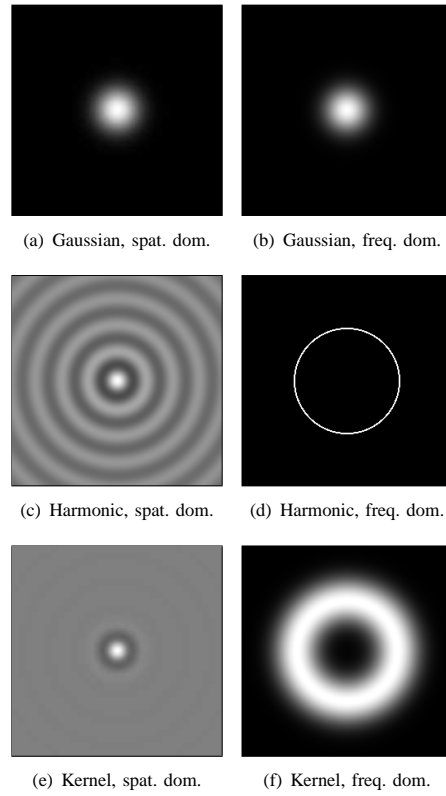 (a) Gaussian, spat. dom.
(b) Gaussian, freq. dom.
(c) Harmonic, spat. dom.
(d) Harmonic, freq. dom.
(e) Kernel, spat. dom.
(f) Kernel, freq. dom.